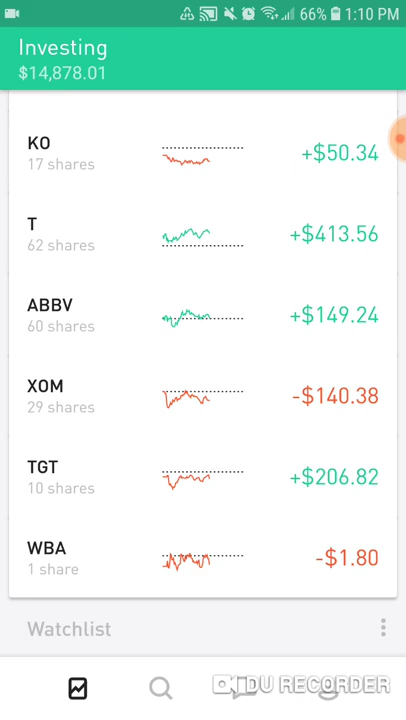 66% 1:10 PM
Investing
$14,878.01
KO
17 shares
+$50.34
T
62 shares
+$413.56
ABBV
60 shares
+$149.24
XOM
29 shares
-$140.38
TGT
10 shares
+$206.82
WBA
1 share
-$1.80
Watchlist
DU RECORDER